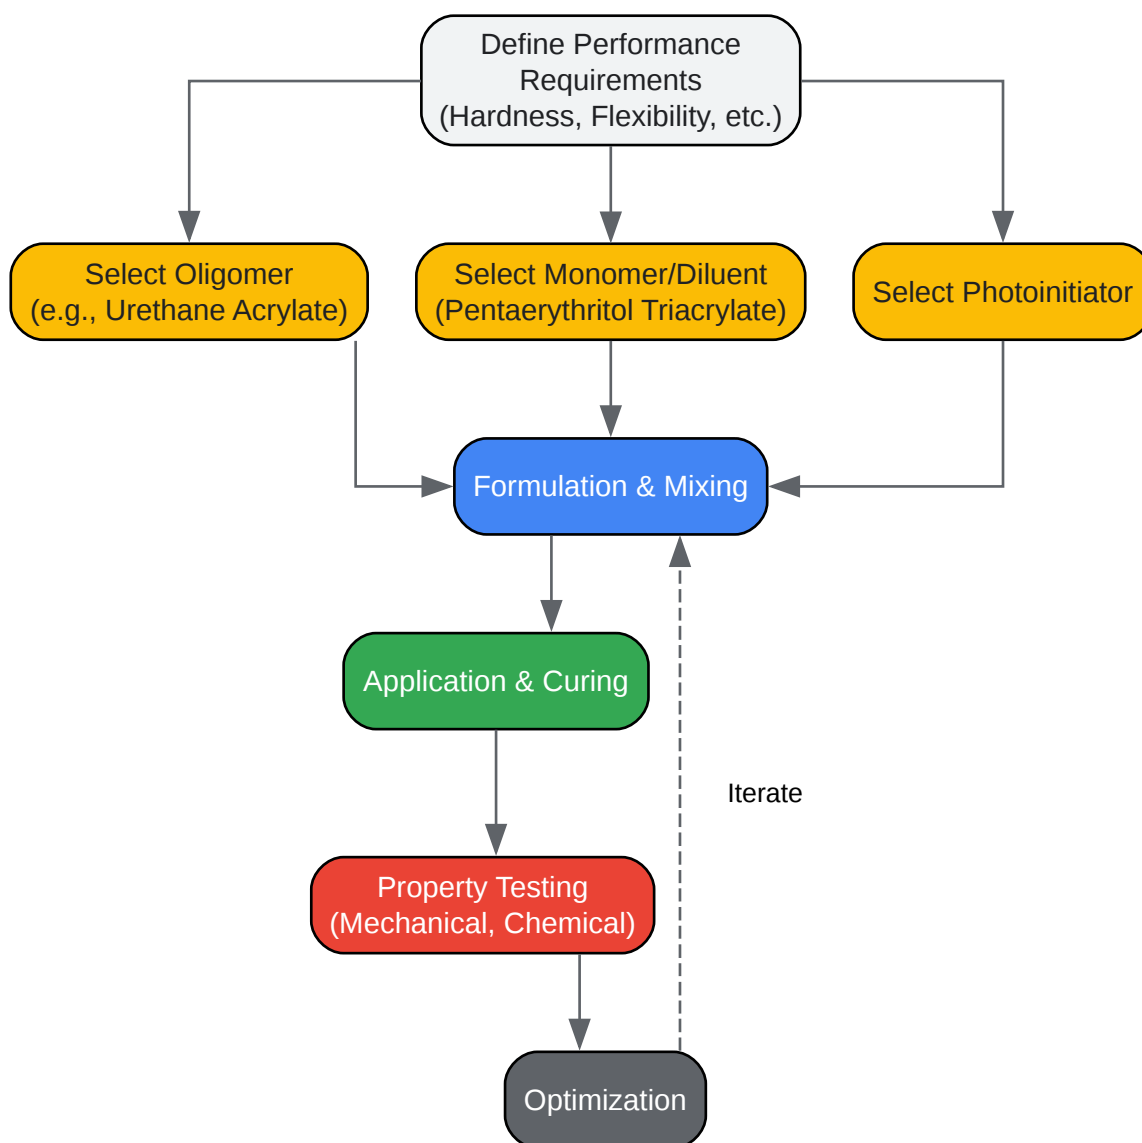 Define Performance
Requirements
(Hardness, Flexibility, etc.)
Select Oligomer
(e.g., Urethane Acrylate)
Select Monomer/Diluent
(Pentaerythritol Triacrylate)
Select Photoinitiator
Formulation & Mixing
Application & Curing
Iterate
Property Testing
(Mechanical, Chemical)
Optimization